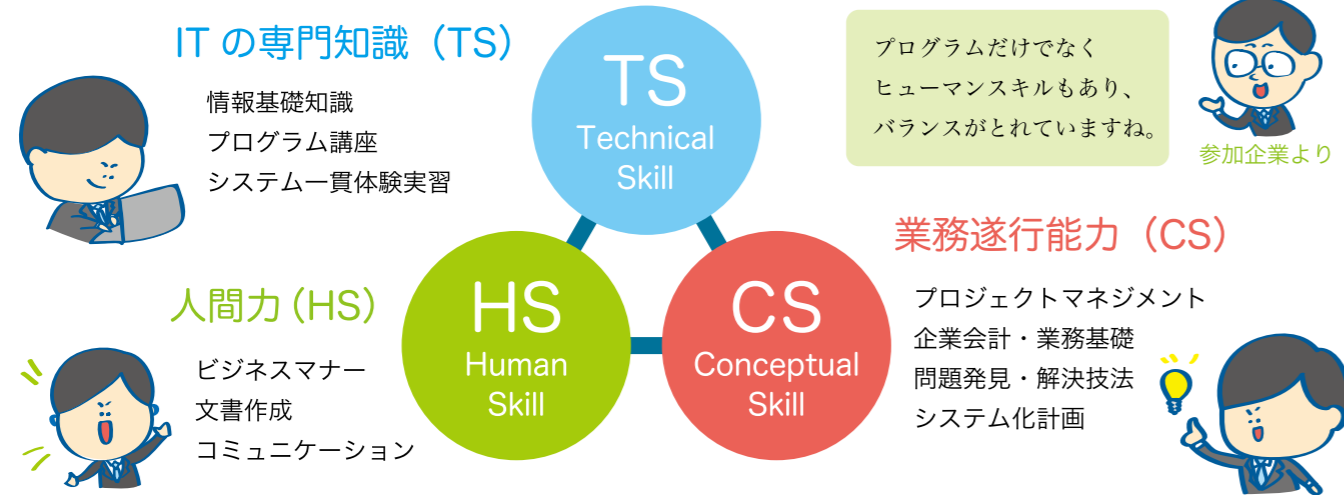 ITの専門知識（TS）
情報基礎知識
プログラム講座
システム一貫体験実習
TS
Technical
Skill
プログラムだけでなく
ヒューマンスキルもあり、
バランスがとれていますね。
参加企業より
人間力（HS）
ビジネスマナー
文書作成
コミュニケーション
HS
Human
Skill
CS
Conceptual
Skill
業務遂行能力（CS）
プロジェクトマネジメント
企業会計・業務基礎
問題発見・解決技法
システム化計画